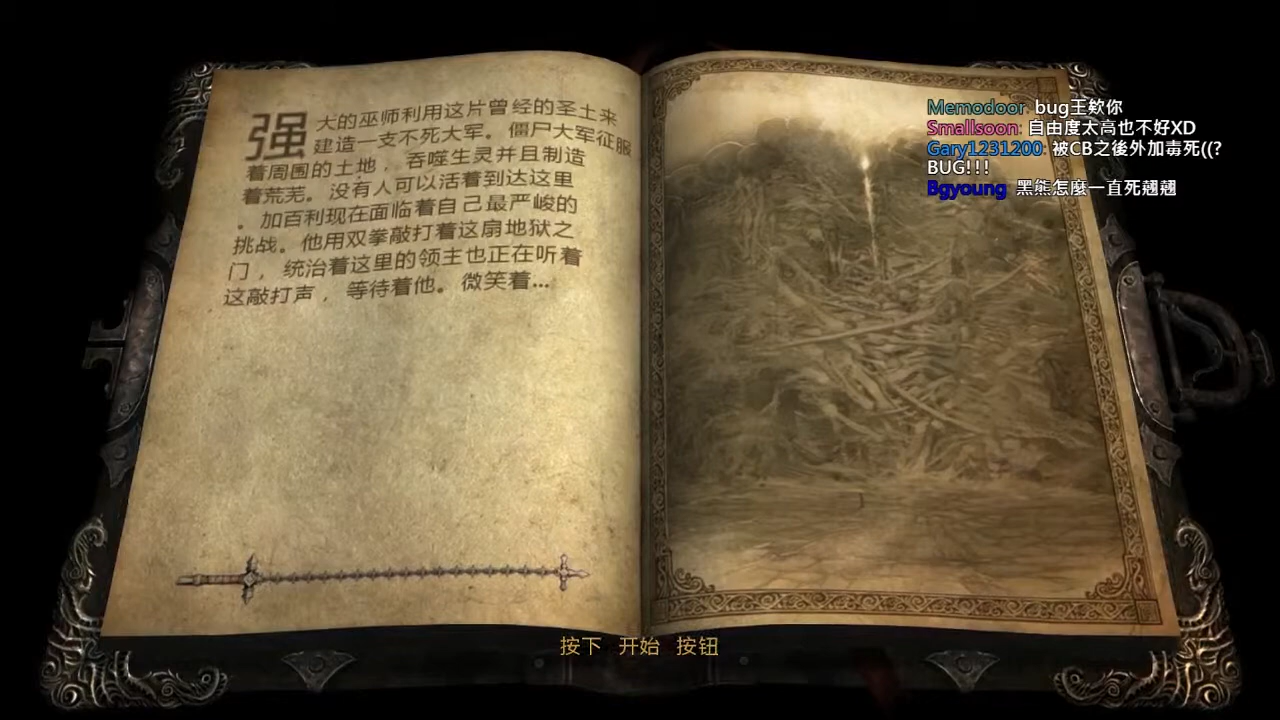 强大的巫师利用这片曾经的圣土来
建造一支不死大军。僵尸大军征服
着周围的土地，吞噬生灵并且制造
着荒芜。没有人可以活着到达这里
。加百利现在面临着自己最严峻的
挑战。他用双拳敲打着这扇地狱之
门，统治着这里的领主也正在听着
这敲打声，等待着他。微笑着...
Memodoor: bug王欸你
Smallsoon: 自由度太高也不好XD
Gary1231200: 被CB之後外加毒死((?
BUG!!!
Bgyoung: 黑熊怎麼一直死翹翹
按下 开始 按钮